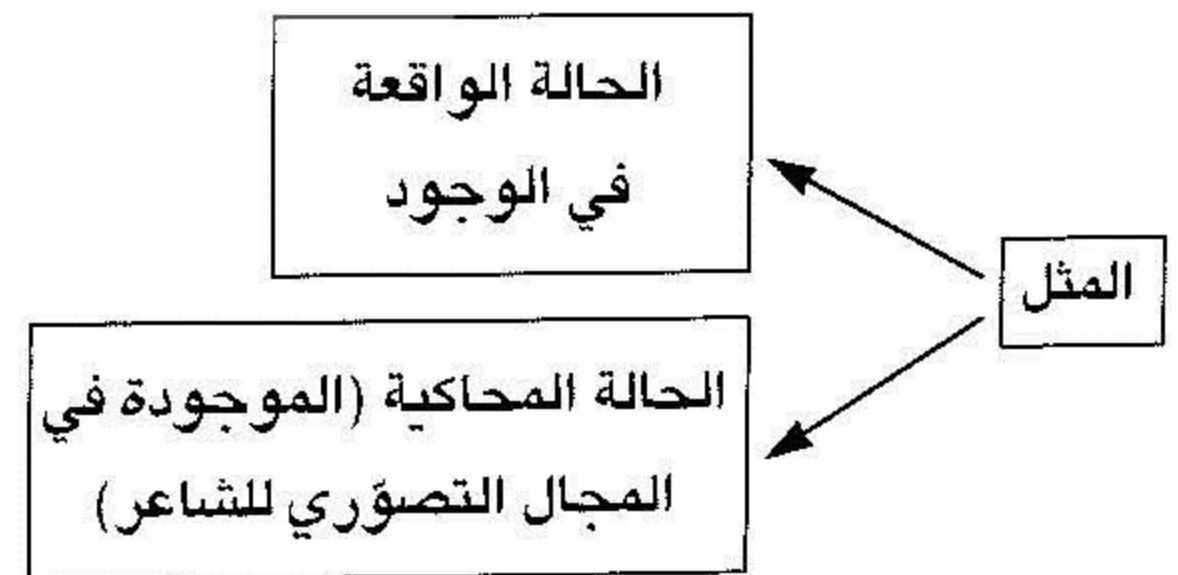 الحالة الواقعة
في الوجود
المثل
الحالة المحاكية (الموجودة في
المجال التصوّري للشاعر)